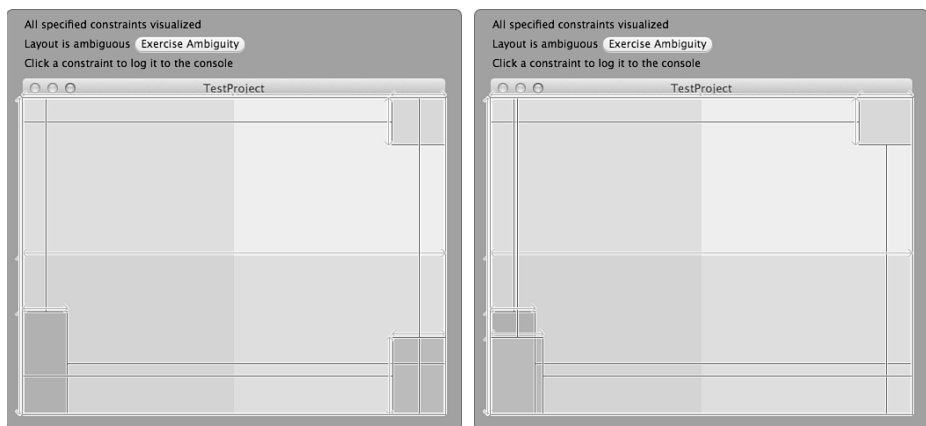 All specified constraints visualized
Layout is ambiguous Exercise Ambiguity
Click a constraint to log it to the console
TestProject
All specified constraints visualized
Layout is ambiguous Exercise Ambiguity
Click a constraint to log it to the console
TestProject